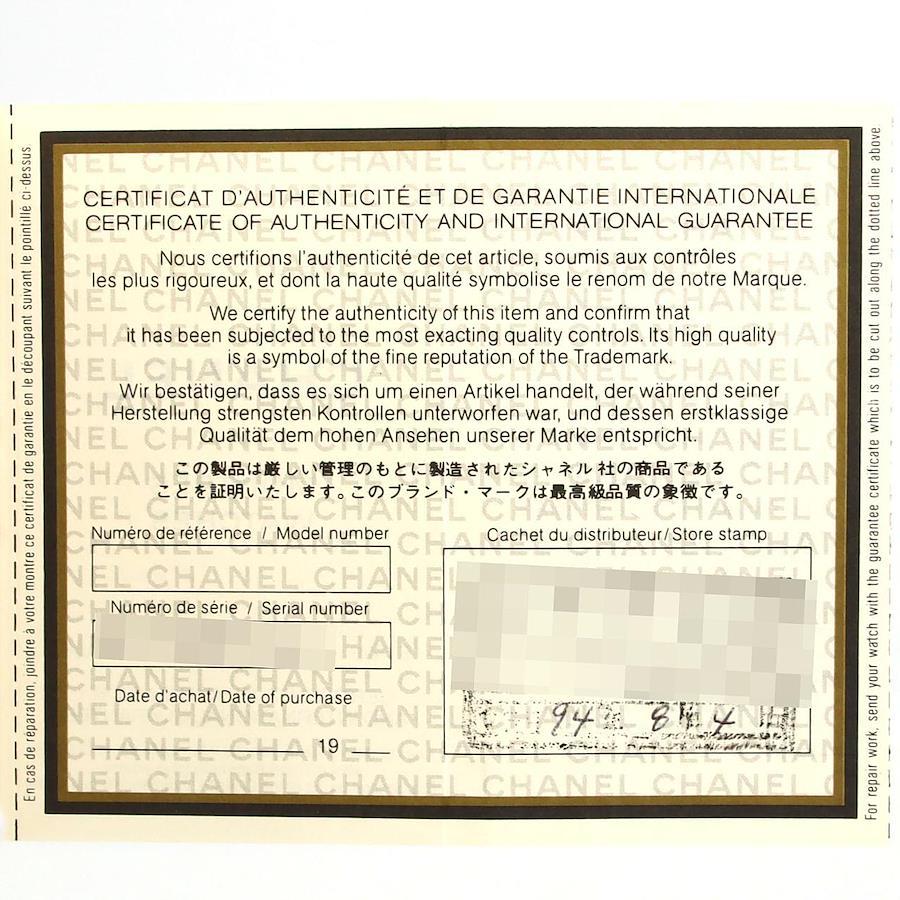 CERTIFICAT D'AUTHENTICITÉ ET DE GARANTIE INTERNATIONALE
CERTIFICATE OF AUTHENTICITY AND INTERNATIONAL GUARANTEE
Nous certifions l'authenticité de cet article, soumis aux contrôles
les plus rigoureux, et dont la haute qualité symbolise le renom de notre Marque.
We certify the authenticity of this item and confirm that
it has been subjected to the most exacting quality controls. Its high quality
is a symbol of the fine reputation of the Trademark.
Wir bestätigen, dass es sich um einen Artikel handelt, der während seiner
Herstellung strengsten Kontrollen unterworfen war, und dessen erstklassige
Qualität dem hohen Ansehen unserer Marke entspricht.
この製品は厳しい管理のもとに製造されたシャネル社の商品である
ことを証明いたします。このブランド・マークは最高級品質の象徴です。
Numéro de référence / Model number
Numéro de série / Serial number
Date d'achat/Date of purchase
19
Cachet du distributeur/Store stamp
94 8 4
En cas de réparation, joindre à votre montre ce certificat de garantie en le découpant suivant le pointille ci-dessus
For repair work, send your watch with the guarantee certificate which is to be cut out along the dotted line above
CHANEL